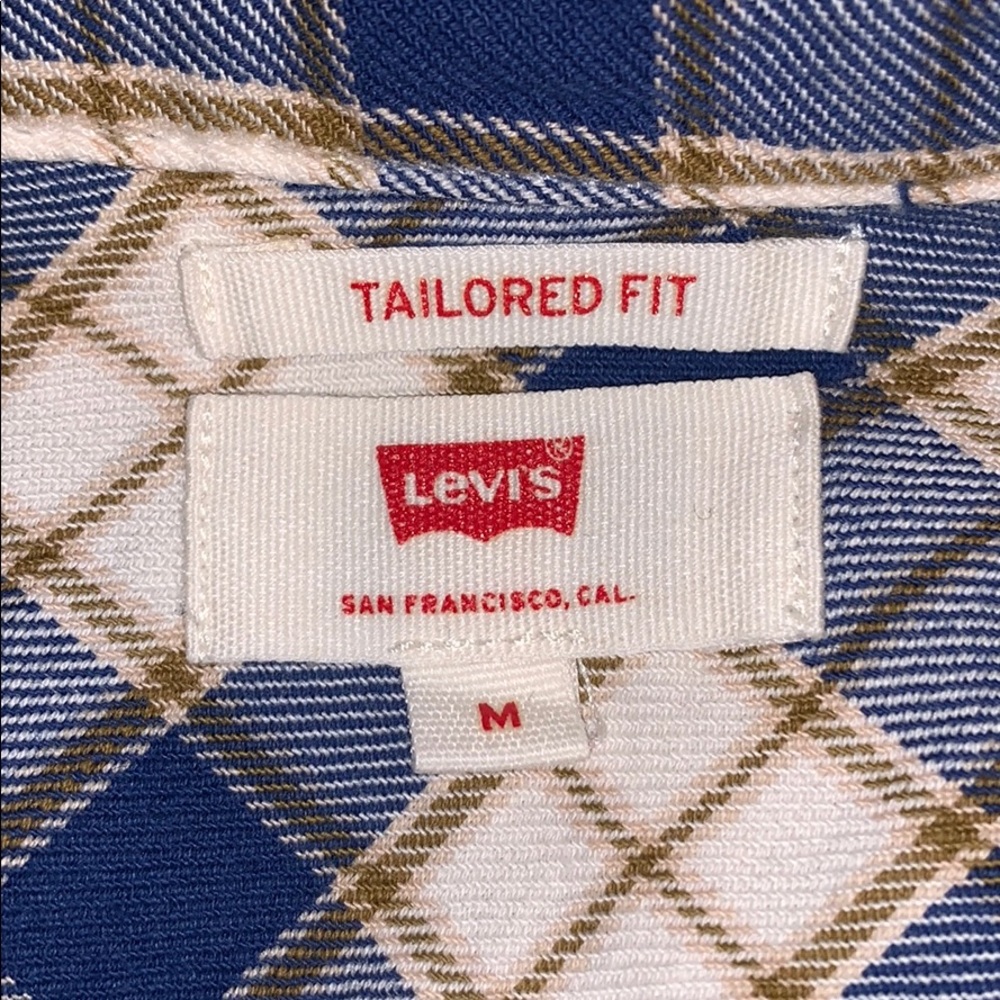 TAILORED FIT
Levi's®
SAN FRANCISCO, CAL.
M